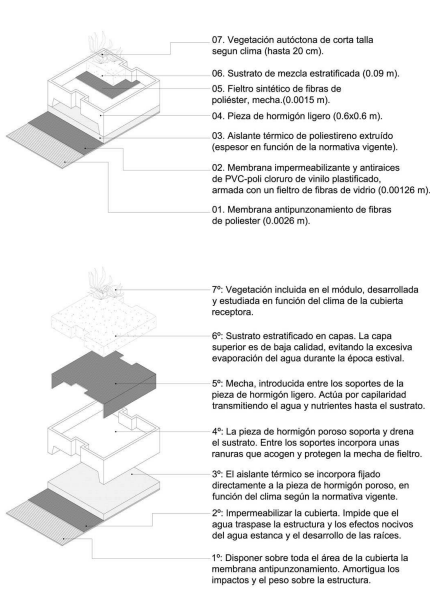 07. Vegetación autóctona de corta talla
segun clima (hasta 20 cm).
06. Sustrato de mezcla estratificada (0.09 m).
05. Fieltro sintético de fibras de
poliéster, mecha.(0.0015 m).
04. Pieza de hormigón ligero (0.6x0.6 m).
03. Aislante térmico de poliestireno extruído
(espesor en función de la normativa vigente).
02. Membrana impermeabilizante y antiraices
de PVC-poli cloruro de vinilo plastificado,
armada con un fieltro de fibras de vidrio (0.00126 m).
01. Membrana antipunzonamiento de fibras
de poliester (0.0026 m).
7º: Vegetación incluida en el módulo, desarrollada
y estudiada en función del clima de la cubierta
receptora.
6º: Sustrato estratificado en capas. La capa
superior es de baja calidad, evitando la excesiva
evaporación del agua durante la época estival.
5º: Mecha, introducida entre los soportes de la
pieza de hormigón ligero. Actúa por capilaridad
transmitiendo el agua y nutrientes hasta el sustrato.
4º: La pieza de hormigón poroso soporta y drena
el sustrato. Entre los soportes incorpora unas
ranuras que acogen y protegen la mecha de fieltro.
3º: El aislante térmico se incorpora fijado
directamente a la pieza de hormigón poroso, en
función del clima según la normativa vigente.
2º: Impermeabilizar la cubierta. Impide que el
agua traspase la estructura y los efectos nocivos
del agua estanca y el desarrollo de las raíces.
1º: Disponer sobre toda el área de la cubierta la
membrana antipunzonamiento. Amortigua los
impactos y el peso sobre la estructura.